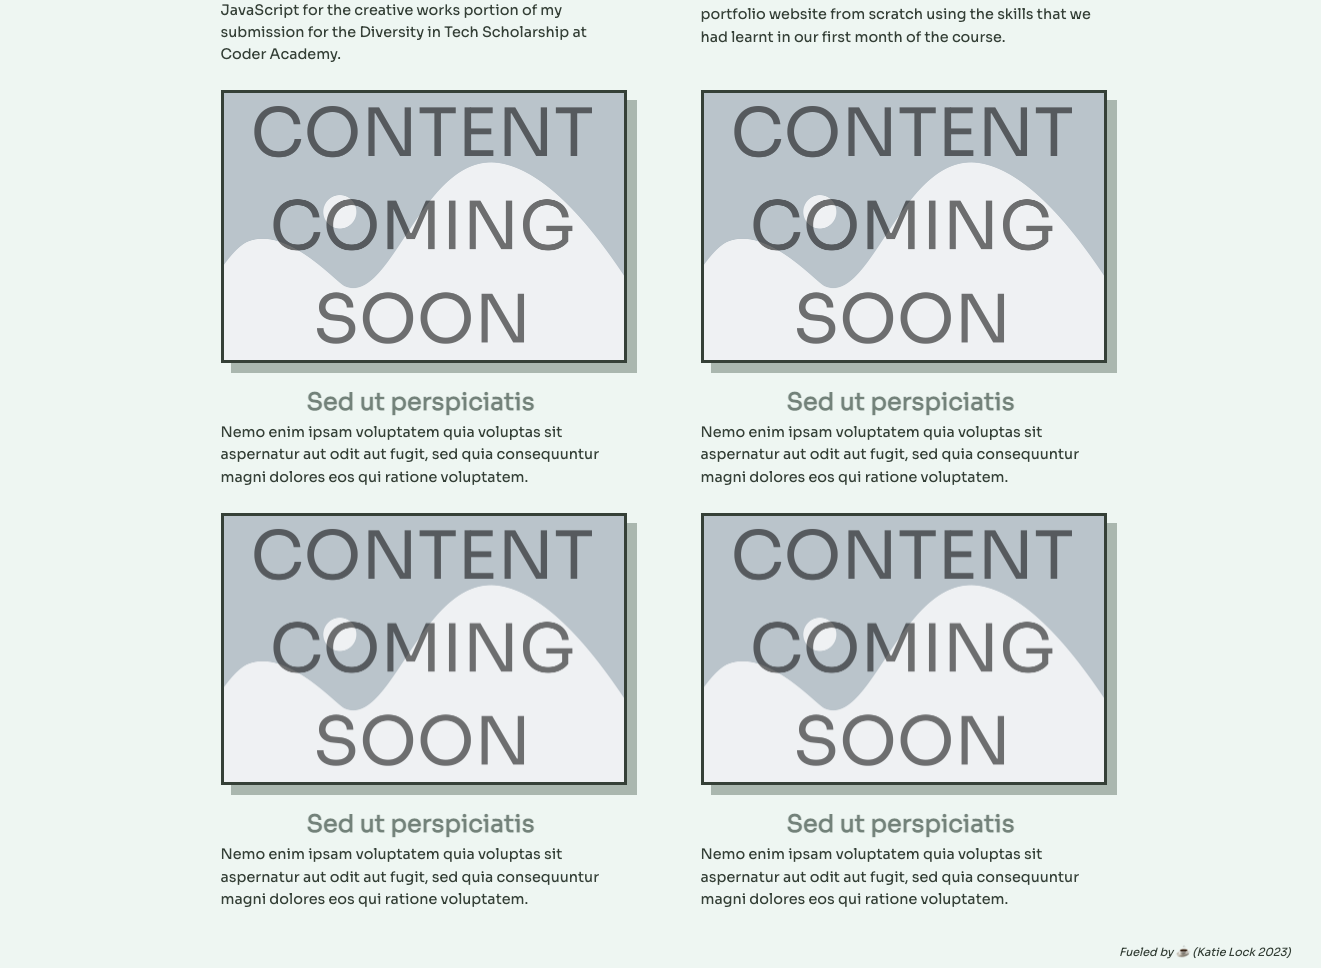 JavaScript for the creative works portion of my
submission for the Diversity in Tech Scholarship at
Coder Academy.
portfolio website from scratch using the skills that we
had learnt in our first month of the course.
CONTENT
COMING
SOON
CONTENT
COMING
SOON
Sed ut perspiciatis
Nemo enim ipsam voluptatem quia voluptas sit
aspernatur aut odit aut fugit, sed quia consequuntur
magni dolores eos qui ratione voluptatem.
Sed ut perspiciatis
Nemo enim ipsam voluptatem quia voluptas sit
aspernatur aut odit aut fugit, sed quia consequuntur
magni dolores eos qui ratione voluptatem.
CONTENT
COMING
SOON
CONTENT
COMING
SOON
Sed ut perspiciatis
Nemo enim ipsam voluptatem quia voluptas sit
aspernatur aut odit aut fugit, sed quia consequuntur
magni dolores eos qui ratione voluptatem.
Sed ut perspiciatis
Nemo enim ipsam voluptatem quia voluptas sit
aspernatur aut odit aut fugit, sed quia consequuntur
magni dolores eos qui ratione voluptatem.
Fueled by ☕ (Katie Lock 2023)